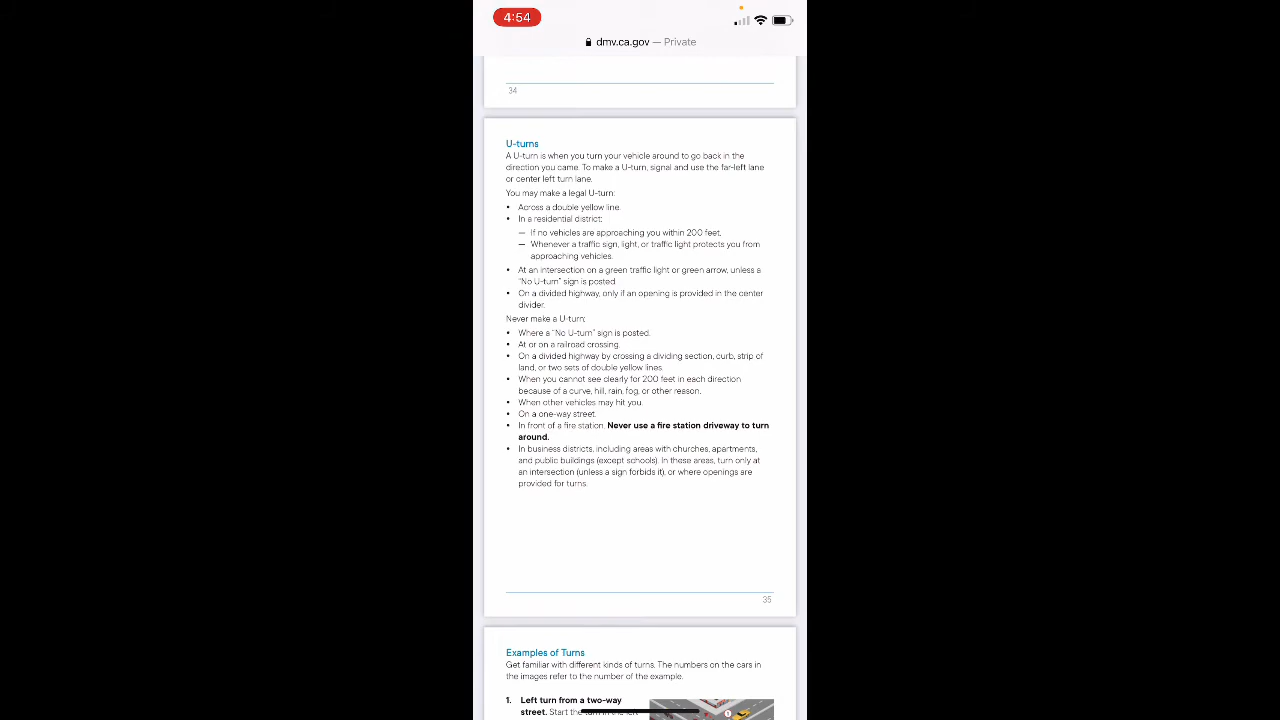 4:54
dmv.ca.gov — Private
34
U-turns
A U-turn is when you turn your vehicle around to go back in the
direction you came. To make a U-turn, signal and use the far-left lane
or center left turn lane.
You may make a legal U-turn:
• Across a double yellow line.
• In a residential district:
— If no vehicles are approaching you within 200 feet.
— Whenever a traffic sign, light, or traffic light protects you from
approaching vehicles.
• At an intersection on a green traffic light or green arrow, unless a
“No U-turn” sign is posted.
• On a divided highway, only if an opening is provided in the center
divider.
Never make a U-turn:
• Where a “No U-turn” sign is posted.
• At or on a railroad crossing.
• On a divided highway by crossing a dividing section, curb, strip of
land, or two sets of double yellow lines.
• When you cannot see clearly for 200 feet in each direction
because of a curve, hill, rain, fog, or other reason.
• When other vehicles may hit you.
• On a one-way street.
• In front of a fire station. Never use a fire station driveway to turn
around.
• In business districts, including areas with churches, apartments,
and public buildings (except schools). In these areas, turn only at
an intersection (unless a sign forbids it), or where openings are
provided for turns.
35
Examples of Turns
Get familiar with different kinds of turns. The numbers on the cars in
the images refer to the number of the example.
1. Left turn from a two-way
street. Start the turn in the left
1